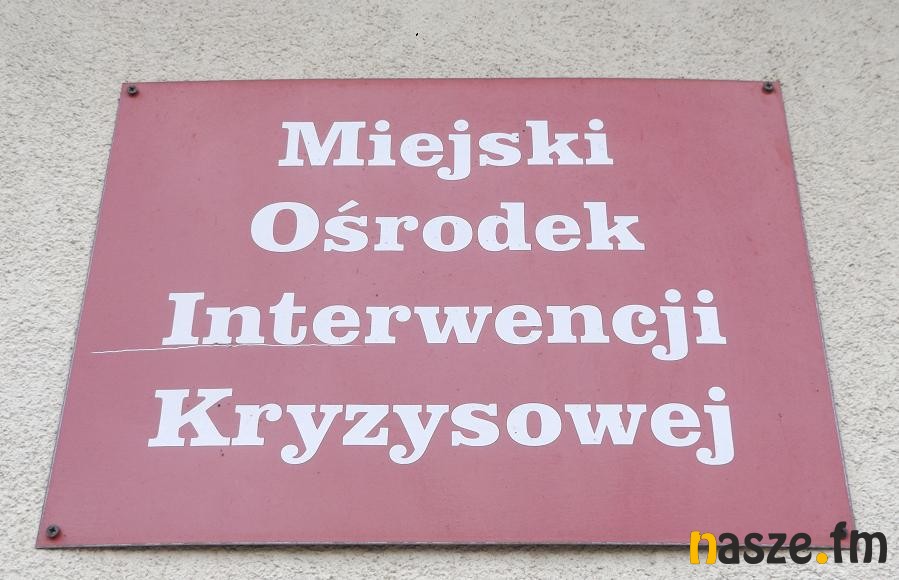 Miejski
Ośrodek
Interwencji
Kryzysowej
nasze.fm